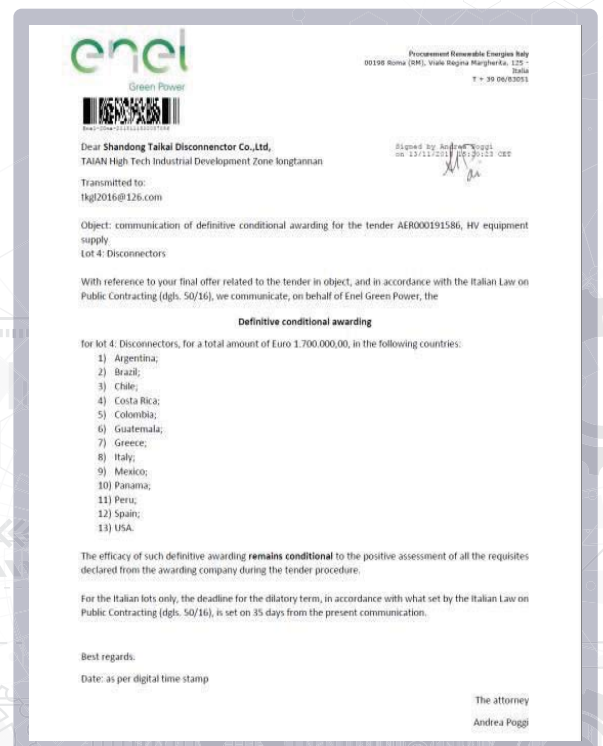 enel
Green Power
Procurement Renewable Energies Italy
00198 Roma (RM), Viale Regina Margherita, 125 -
Italia
T + 39 06/83051
Dear Shandong Taikai Disconnenctor Co.,Ltd,
TAIAN High Tech Industrial Development Zone longtannan
Signed by Andrea Poggi
on 13/11/201 CET
Transmitted to:
tkgl2016@126.com
Object: communication of definitive conditional awarding for the tender AER000191586, HV equipment
supply
Lot 4: Disconnectors
With reference to your final offer related to the tender in object, and in accordance with the Italian Law on
Public Contracting (dgls. 50/16), we communicate, on behalf of Enel Green Power, the
Definitive conditional awarding
for lot 4: Disconnectors, for a total amount of Euro 1.700.000,00, in the following countries:
1) Argentina;
2) Brazil;
3) Chile;
4) Costa Rica;
5) Colombia;
6) Guatemala;
7) Greece;
8) Italy;
9) Mexico;
10) Panama;
11) Peru;
12) Spain;
13) USA.
The efficacy of such definitive awarding remains conditional to the positive assessment of all the requisites
declared from the awarding company during the tender procedure.
For the Italian lots only, the deadline for the dilatory term, in accordance with what set by the Italian Law on
Public Contracting (dgls. 50/16), is set on 35 days from the present communication.
Best regards.
Date: as per digital time stamp
The attorney
Andrea Poggi